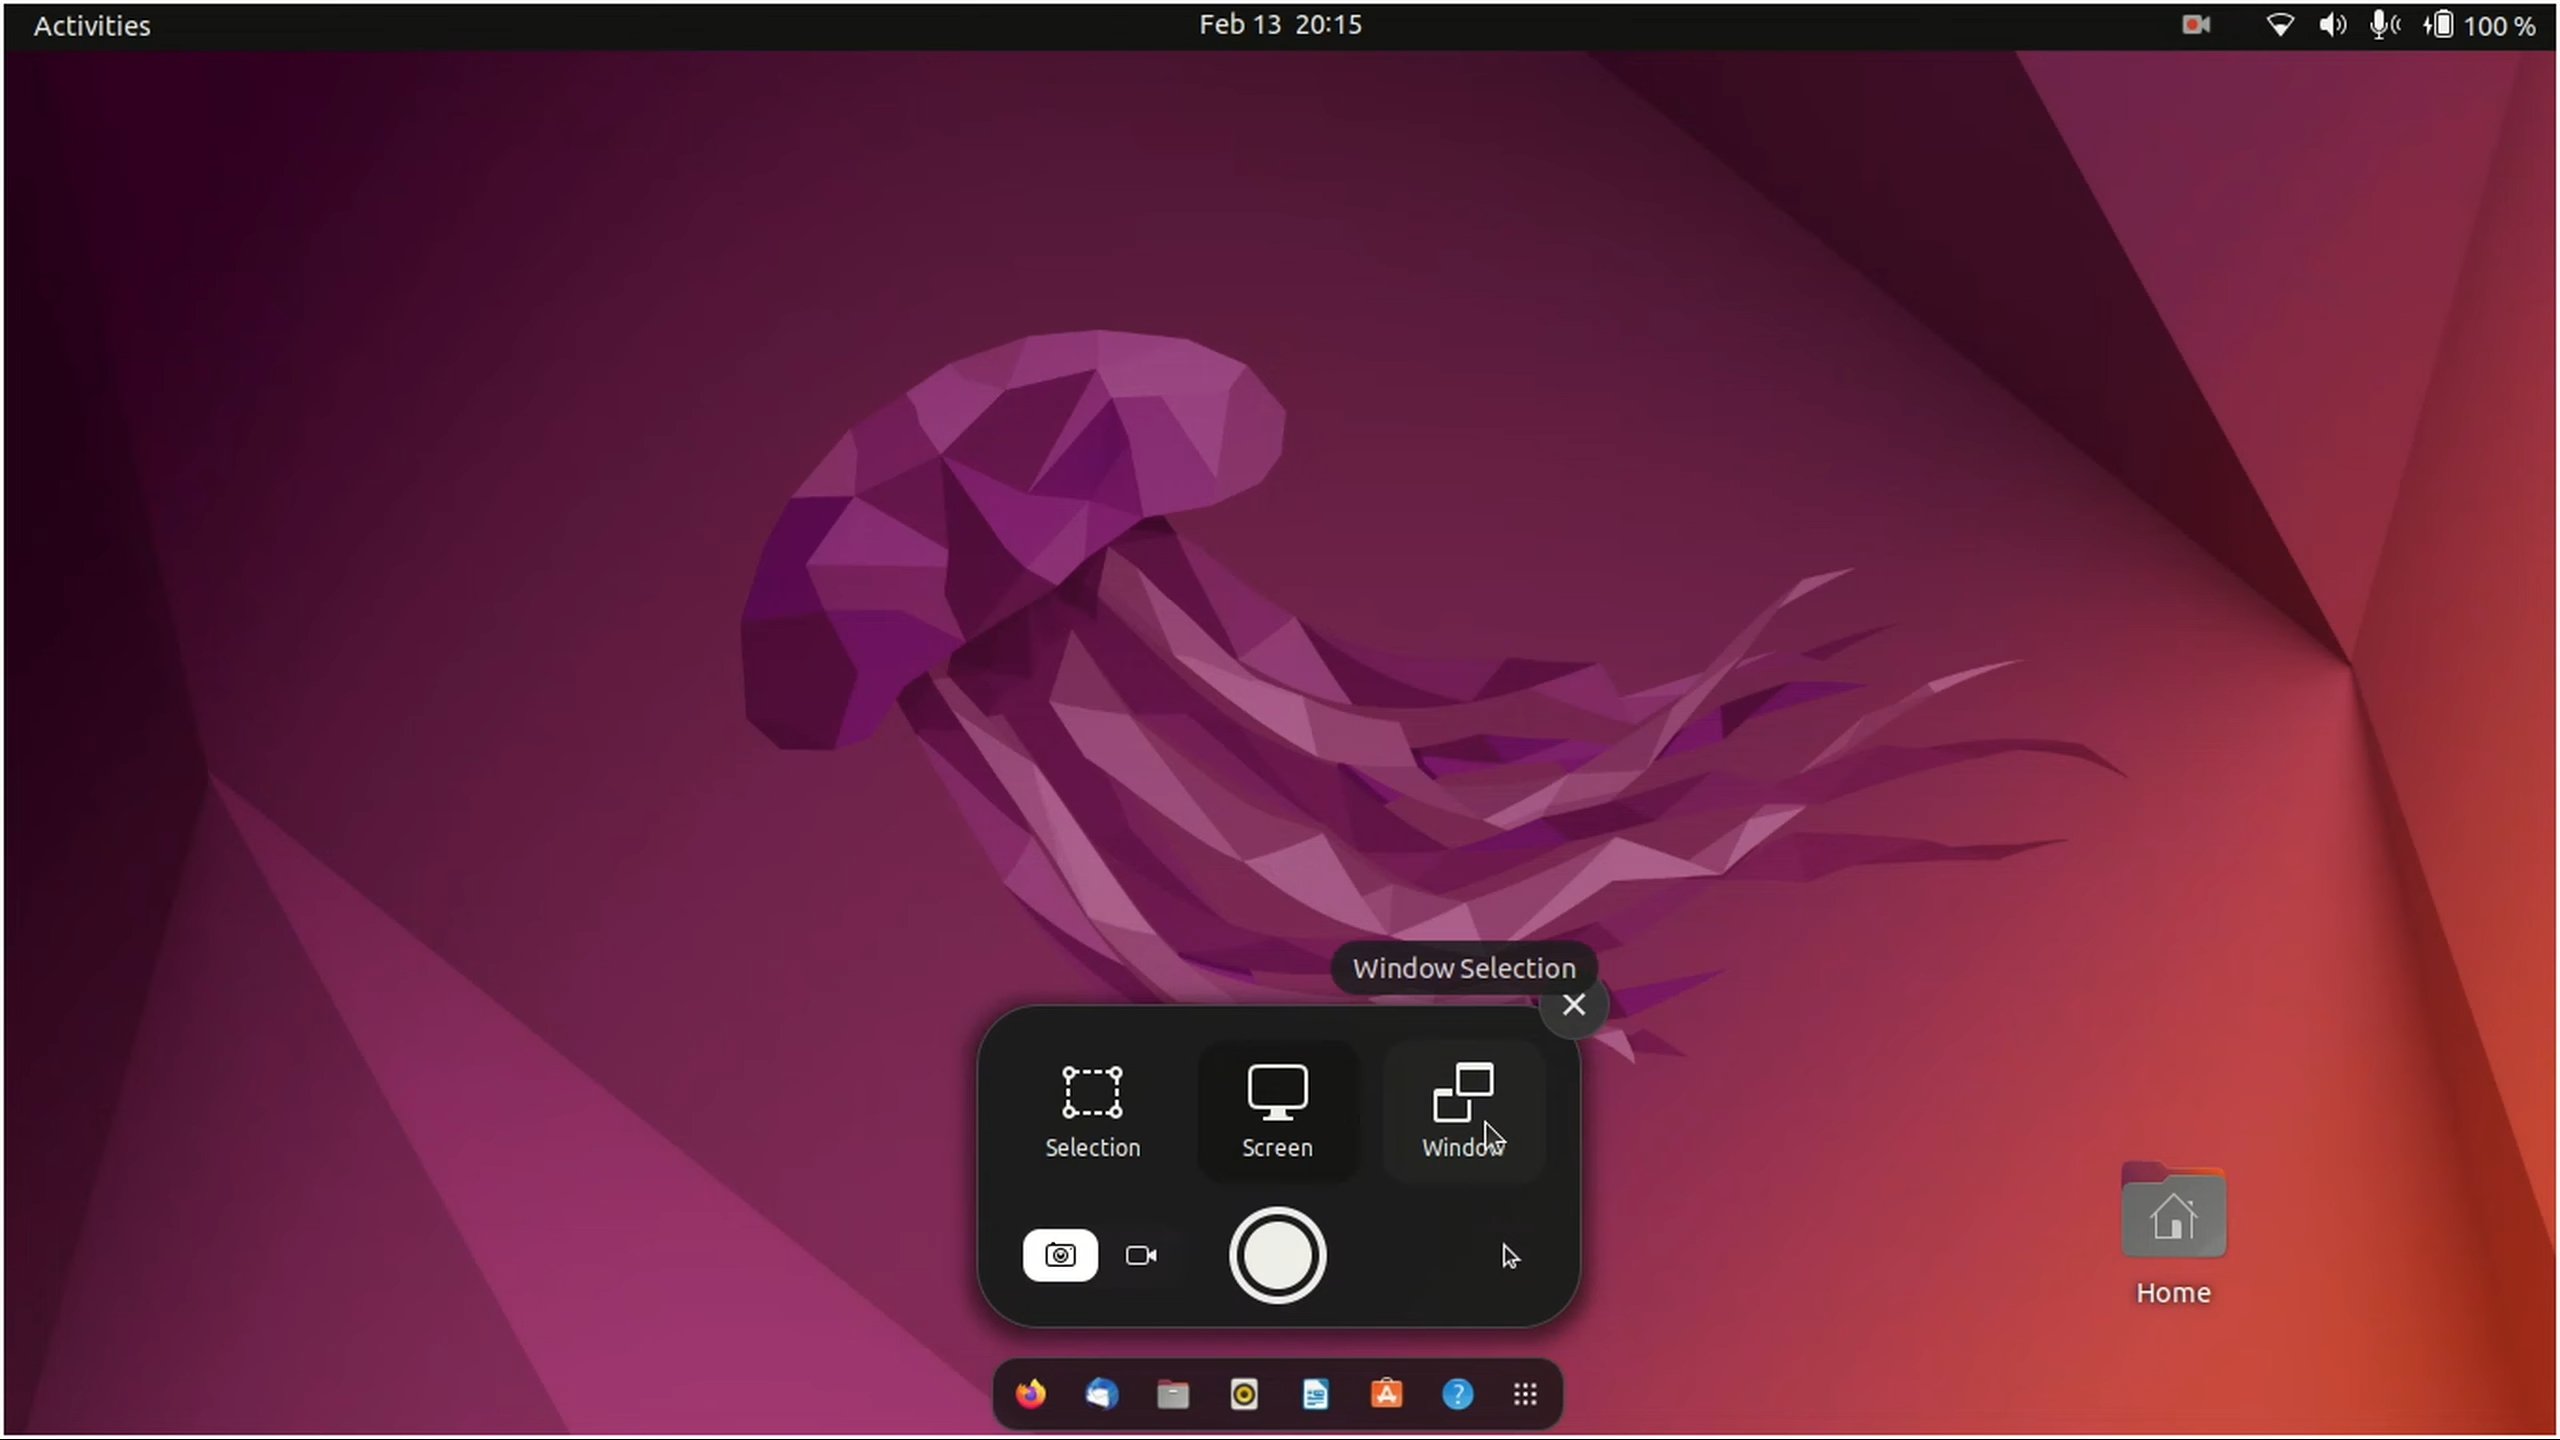 Activities
Feb 13 20:15
100 %
Window Selection
Selection
Screen
Window
Home